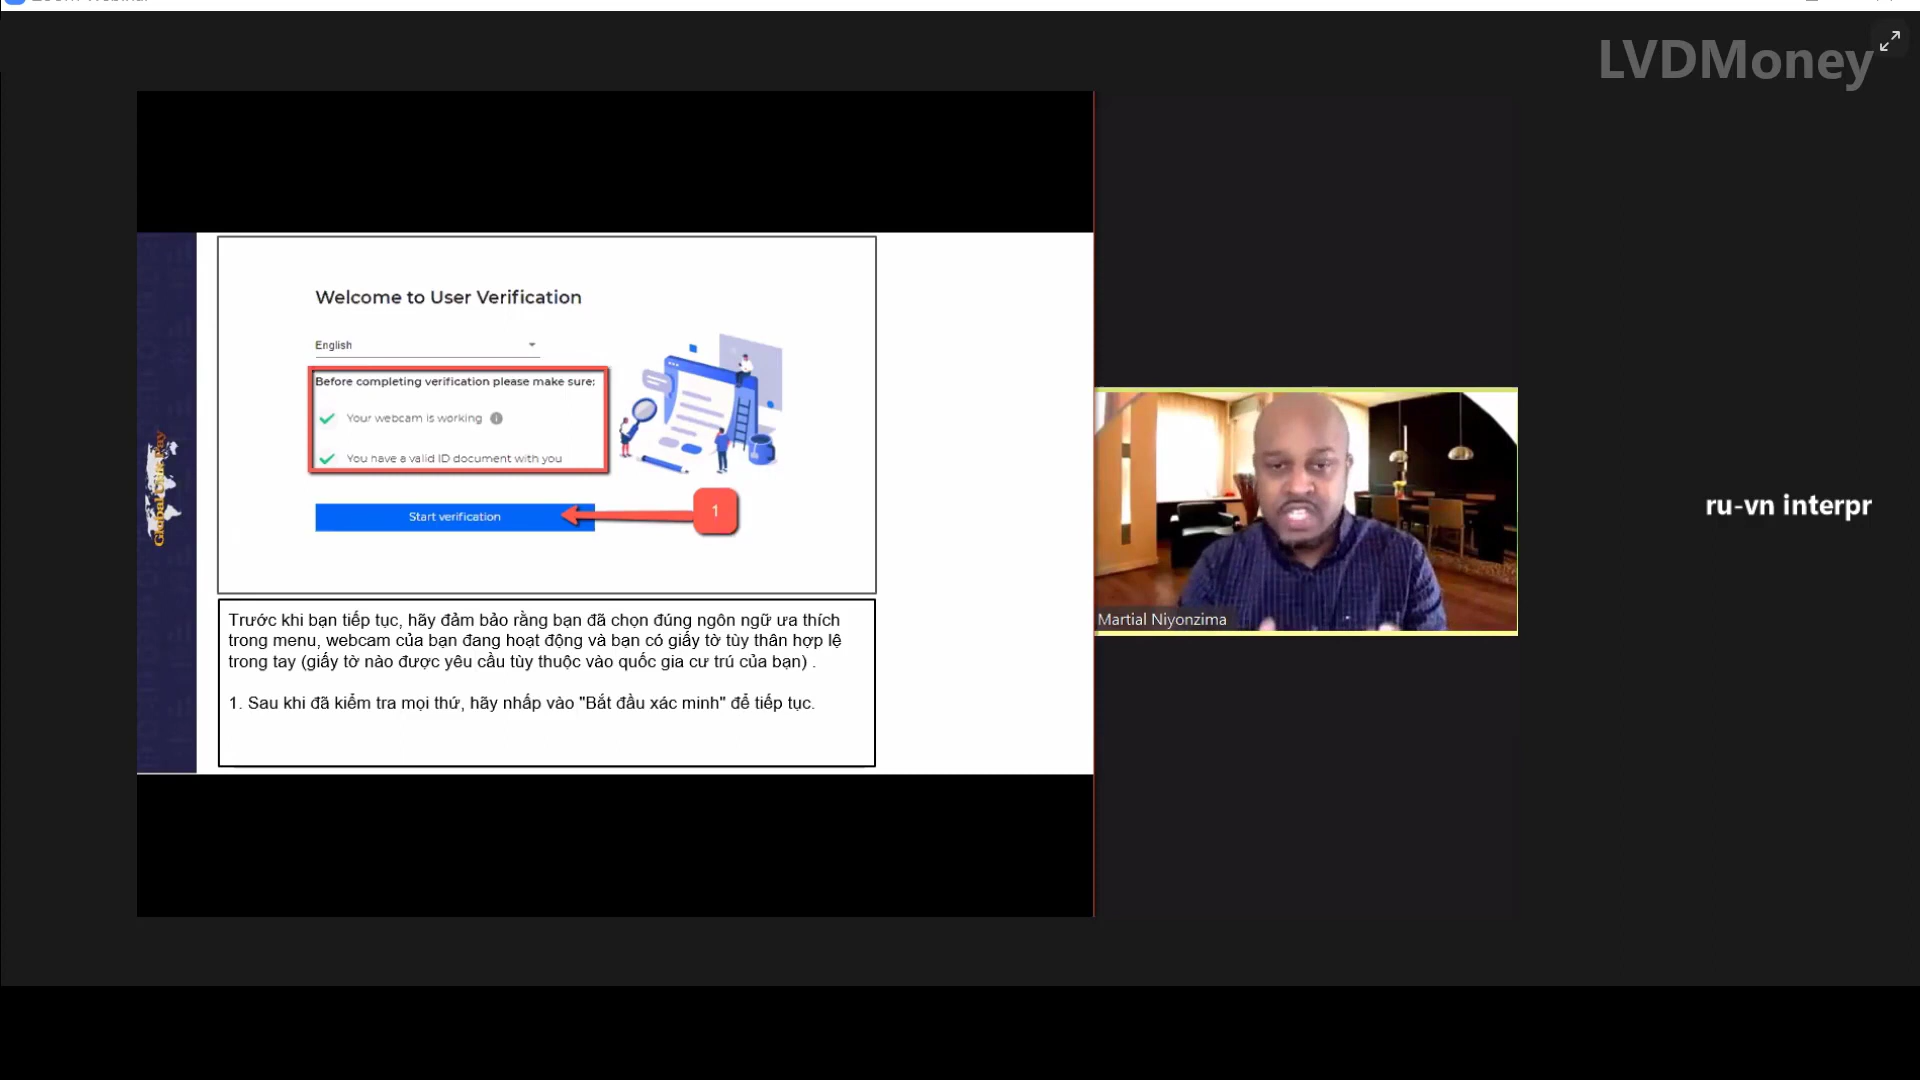 LVDMoney
Welcome to User Verification
English
Before completing verification please make sure:
Your webcam is working
You have a valid ID document with you
Start verification
1
Trước khi bạn tiếp tục, hãy đảm bảo rằng bạn đã chọn đúng ngôn ngữ ưa thích
trong menu, webcam của bạn đang hoạt động và bạn có giấy tờ tùy thân hợp lệ
trong tay (giấy tờ nào được yêu cầu tùy thuộc vào quốc gia cư trú của bạn) .
1. Sau khi đã kiểm tra mọi thứ, hãy nhấp vào "Bắt đầu xác minh" để tiếp tục.
Martial Niyonzima
ru-vn interpr